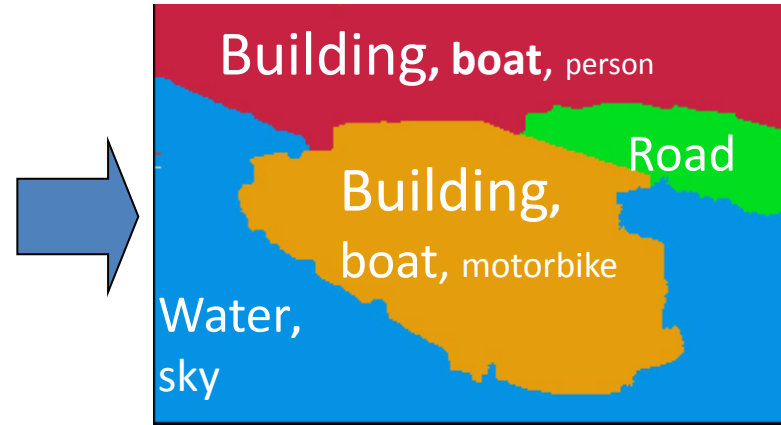 Building, boat, person
Road
Building,
boat, motorbike
Water,
sky